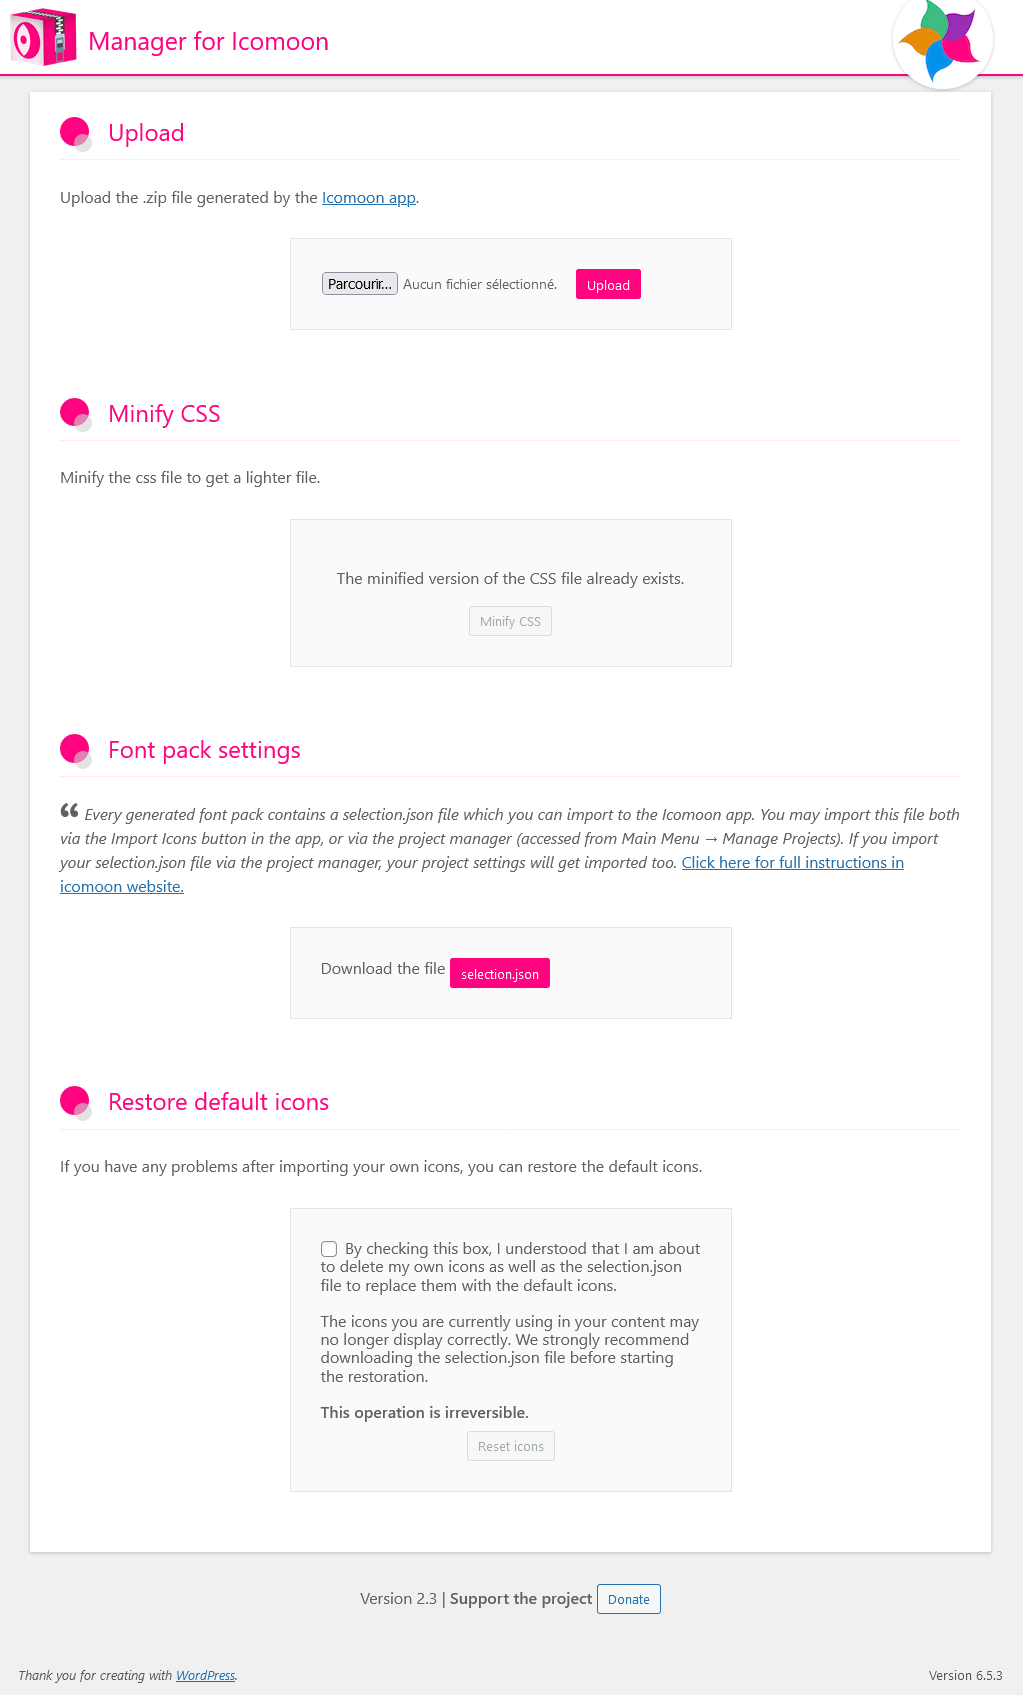 Manager for Icomoon
Upload
Upload the .zip file generated by the Icomoon app.
Parcourir... Aucun fichier sélectionné. Upload
Minify CSS
Minify the css file to get a lighter file.
The minified version of the CSS file already exists.
Minify CSS
Font pack settings
“ Every generated font pack contains a selection.json file which you can import to the Icomoon app. You may import this file both
via the Import Icons button in the app, or via the project manager (accessed from Main Menu → Manage Projects). If you import
your selection.json file via the project manager, your project settings will get imported too. Click here for full instructions in
icomoon website.
Download the file selection.json
Restore default icons
If you have any problems after importing your own icons, you can restore the default icons.
By checking this box, I understood that I am about
to delete my own icons as well as the selection.json
file to replace them with the default icons.
The icons you are currently using in your content may
no longer display correctly. We strongly recommend
downloading the selection.json file before starting
the restoration.
This operation is irreversible.
Reset icons
Version 2.3 | Support the project Donate
Thank you for creating with WordPress.
Version 6.5.3